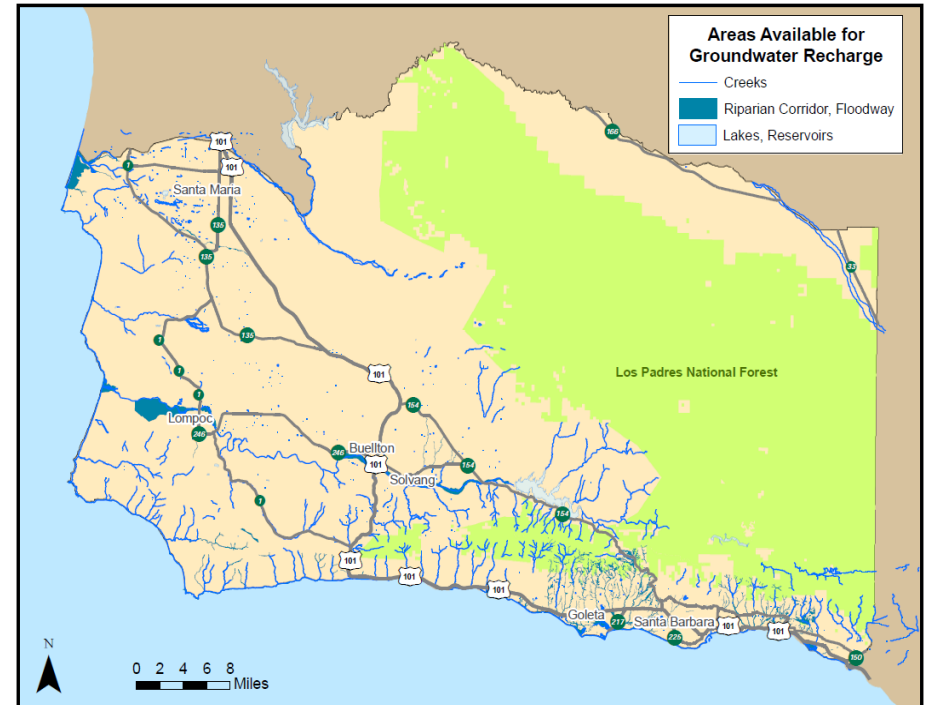 Areas Available for
Groundwater Recharge
Creeks
Riparian Corridor, Floodway
Lakes, Reservoirs
166
101
1
101
Santa Maria
135
135
33
1
135
1
101
Los Padres National Forest
1
154
Lompoc
246
Buellton
246
101
154
Solvang
1
154
101
101
101
Goleta
217
Santa Barbara
101
225
101
150
N
0 2 4 6 8
Miles